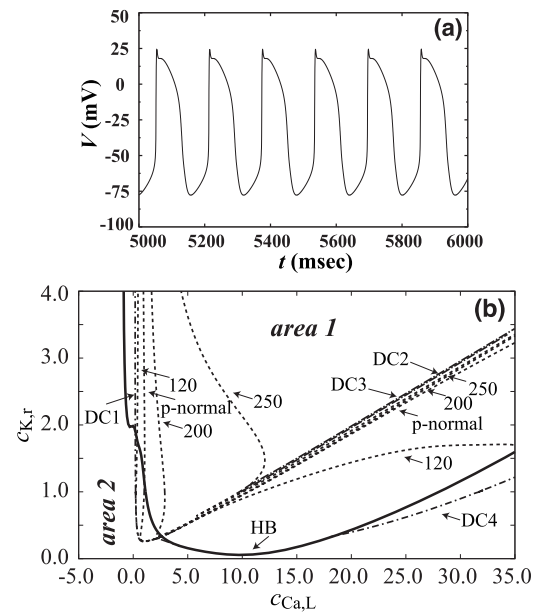 (a)
50
25
0
-25
-50
-75
-100
V (mV)
5000 5200 5400 5600 5800 6000
t (msec)
(b)
4.0
3.0
2.0
1.0
0.0
c_K,r
area 1
area 2
DC1
120
p-normal
200
250
DC2
DC3
250
200
p-normal
120
HB
DC4
-5.0 0.0 5.0 10.0 15.0 20.0 25.0 30.0 35.0
c_Ca,L